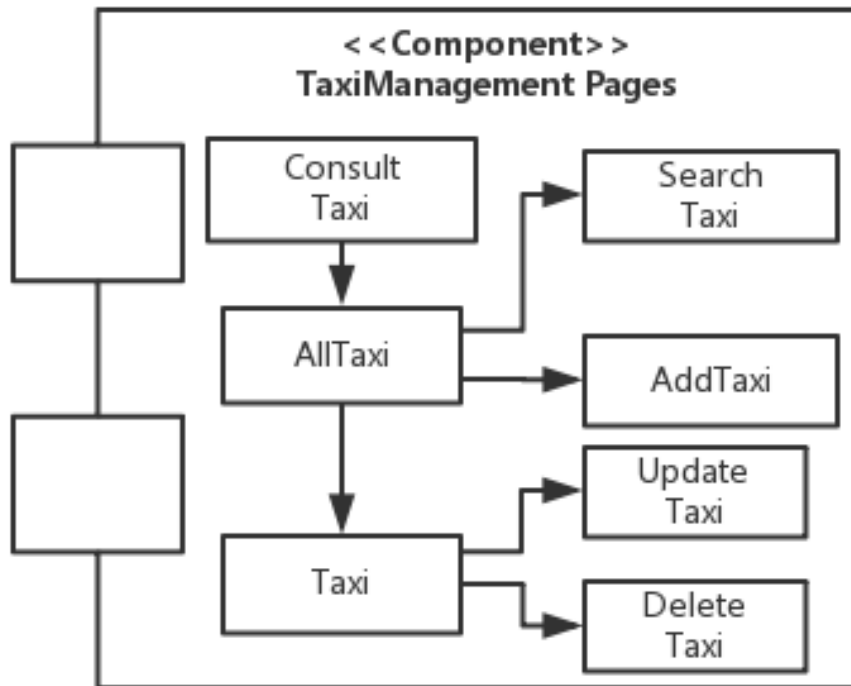 <<Component>>
TaxiManagement Pages
Consult
Taxi
Search
Taxi
AllTaxi
AddTaxi
Update
Taxi
Taxi
Delete
Taxi